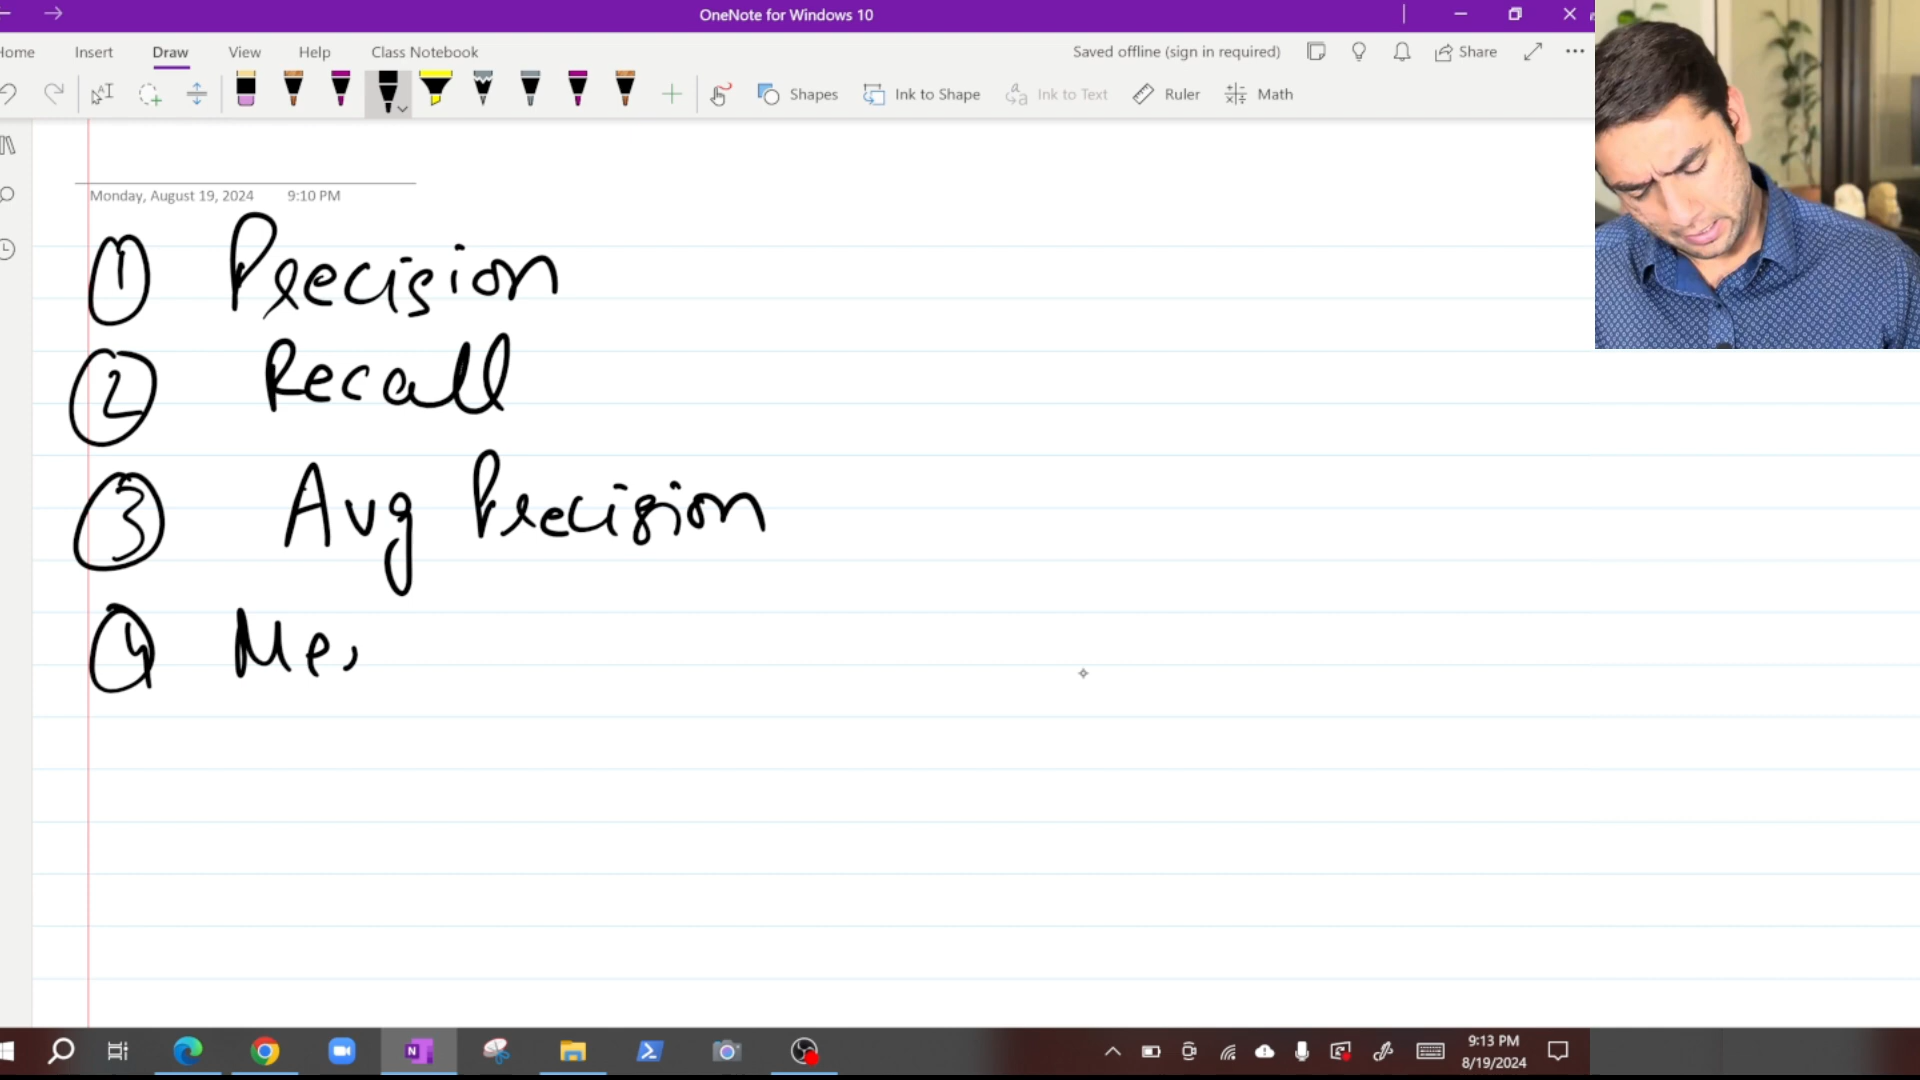 OneNote for Windows 10
Home Insert Draw View Help Class Notebook Saved offline (sign in required) Share
Shapes Ink to Shape Ink to Text Ruler Math
Monday, August 19, 2024 9:10 PM
① Precision
② Recall
③ Avg Precision
④ Me
9:13 PM
8/19/2024